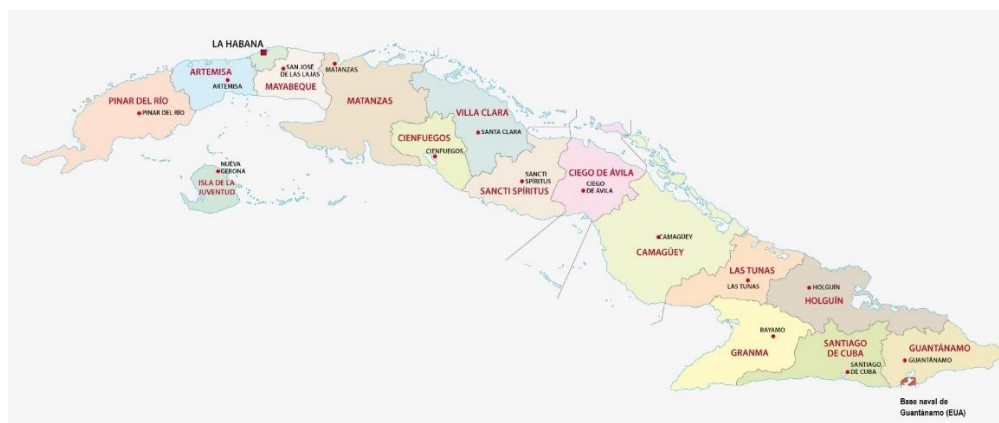 LA HABANA
ARTEMISA
ARTEMISA
SAN JOSÉ
DE LAS LAJAS
MAYABEQUE
MATANZAS
MATANZAS
PINAR DEL RÍO
PINAR DEL RÍO
VILLA CLARA
SANTA CLARA
CIENFUEGOS
CIENFUEGOS
NUEVA
GERONA
ISLA DE LA
JUVENTUD
SANCTI
SPÍRITUS
SANCTI SPÍRITUS
CIEGO DE ÁVILA
CIEGO
DE ÁVILA
CAMAGÜEY
CAMAGÜEY
LAS TUNAS
LAS TUNAS
HOLGUÍN
HOLGUÍN
BAYAMO
GRANMA
SANTIAGO
DE CUBA
SANTIAGO
DE CUBA
GUANTÁNAMO
GUANTÁNAMO
Base naval de
Guantánamo (EUA)